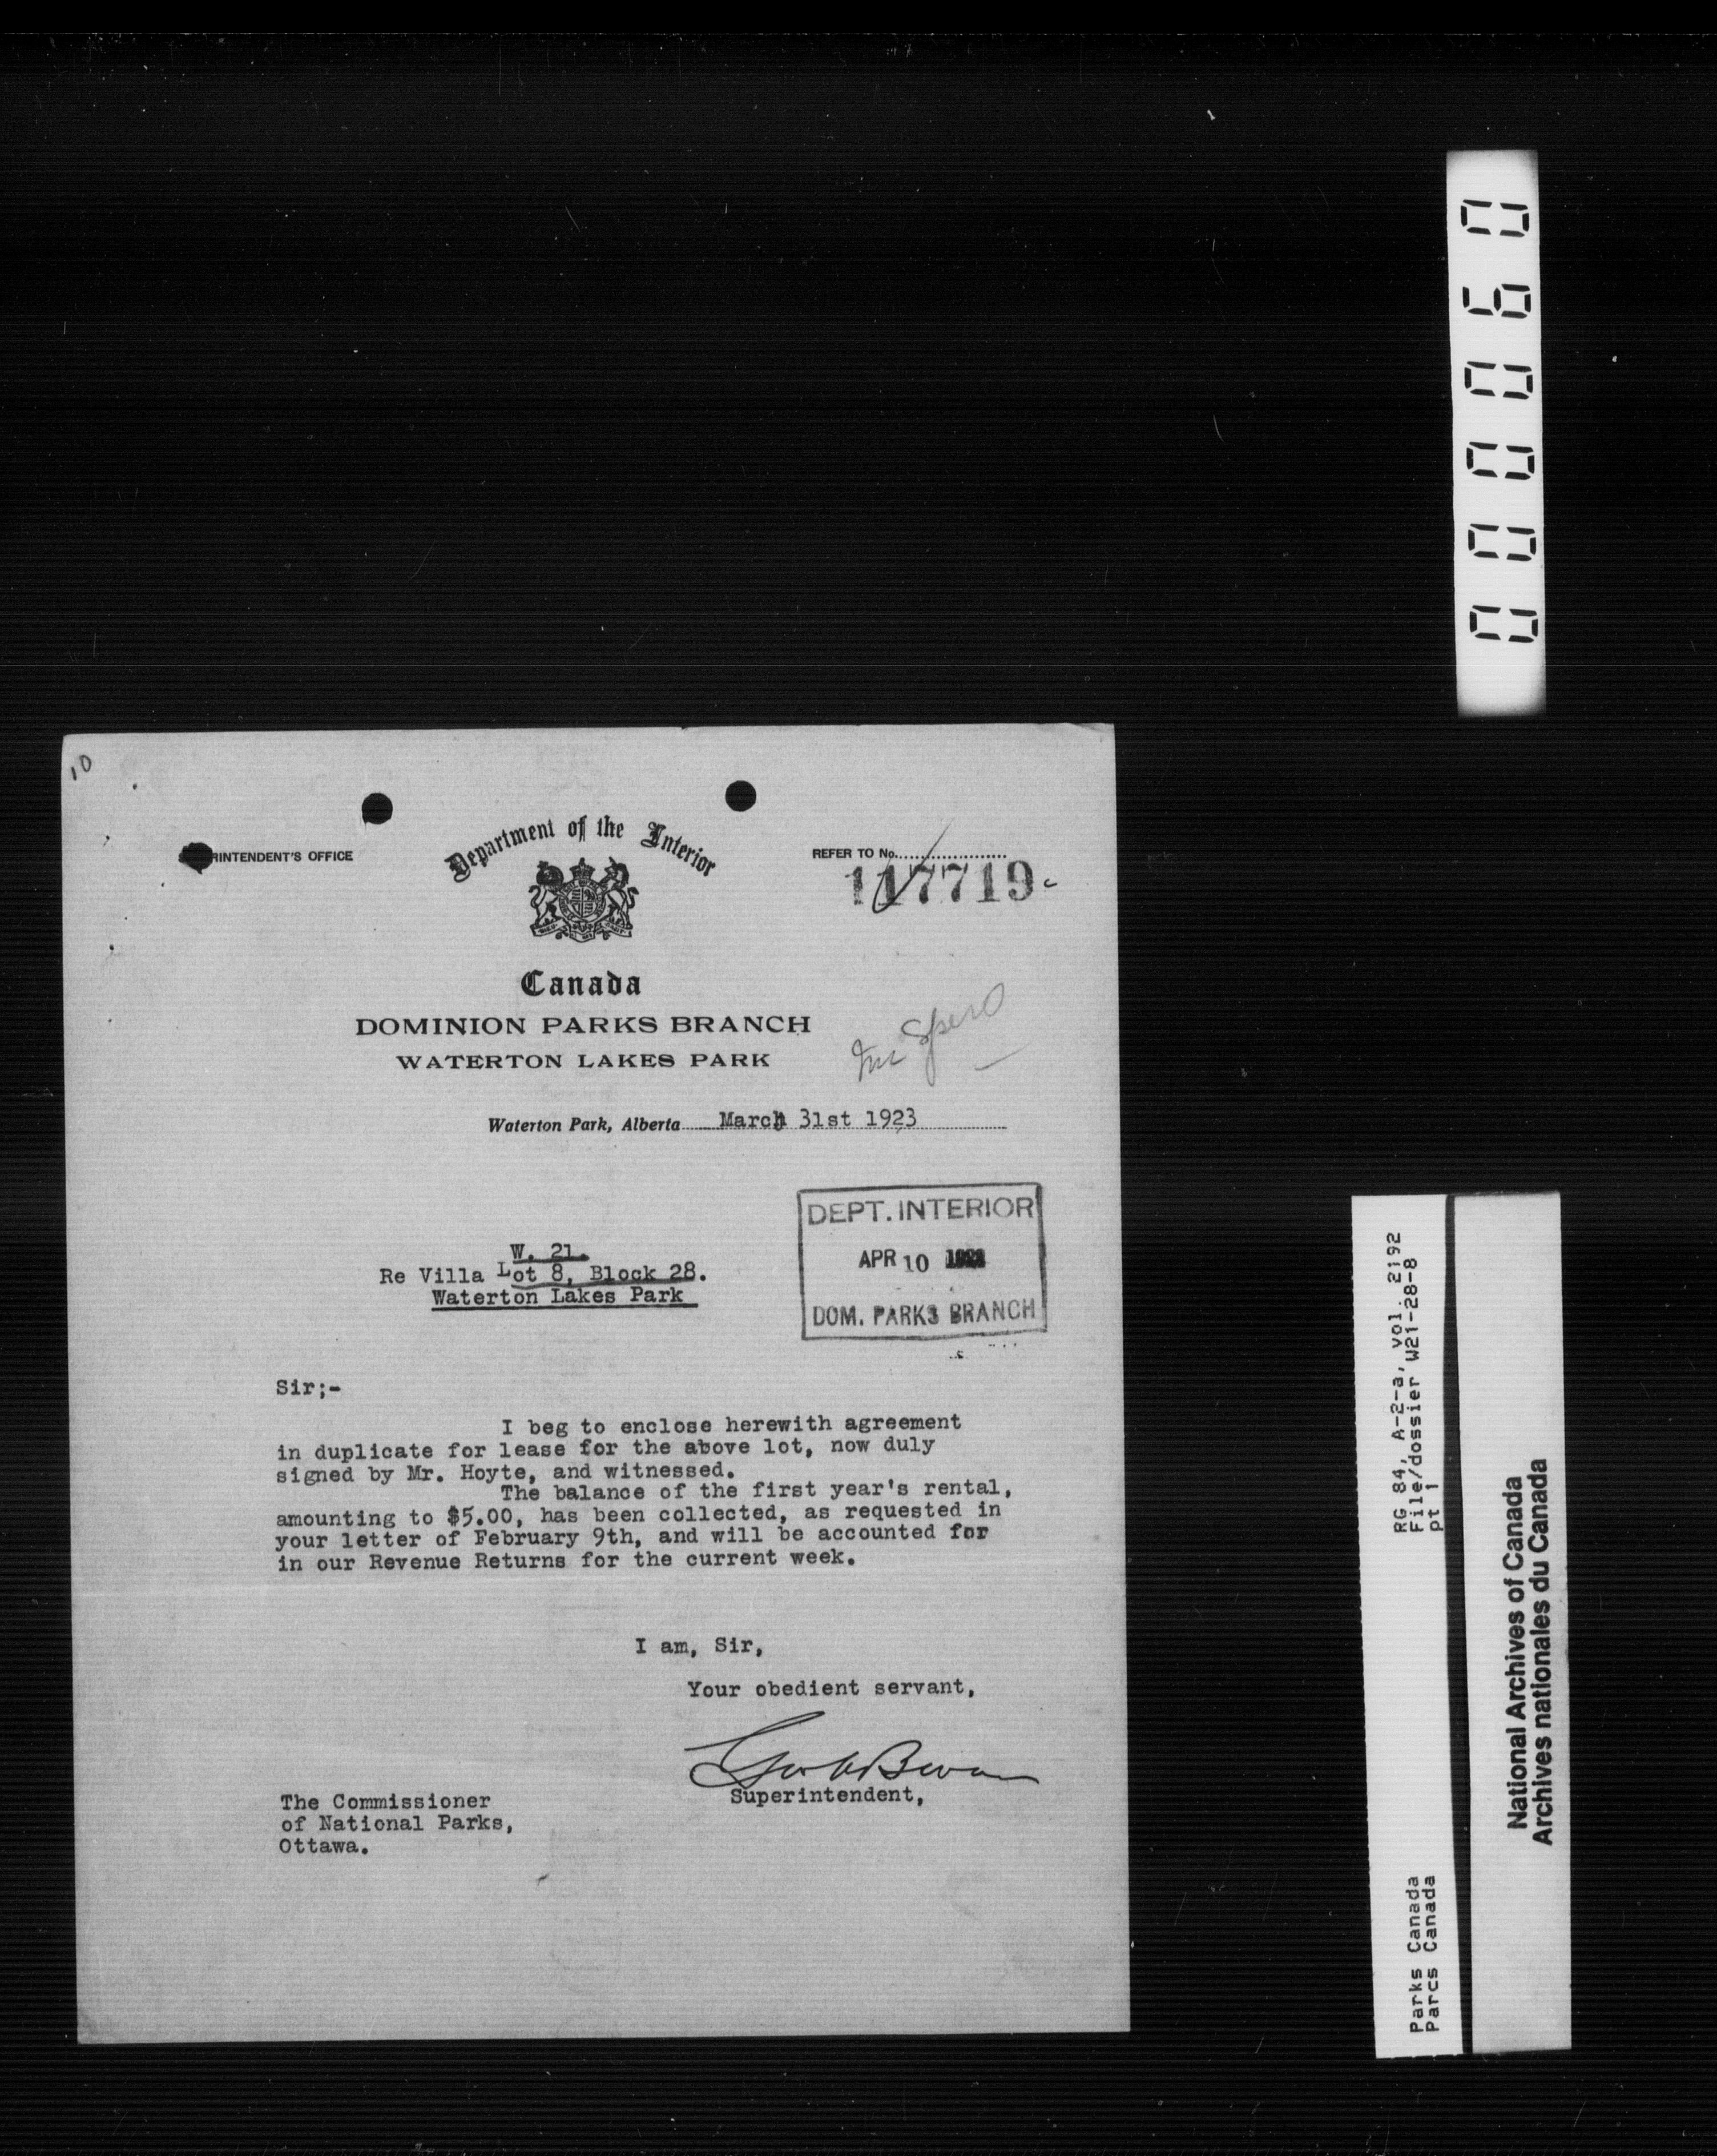 10
RINTENDENT'S OFFICE
Department of the Interior
REFER TO No.
117719
Canada
DOMINION PARKS BRANCH
WATERTON LAKES PARK
Waterton Park, Alberta March 31st 1923
DEPT. INTERIOR
APR 10
DOM. PARKS BRANCH
W. 21.
Re Villa Lot 8, Block 28.
Waterton Lakes Park
Sir;-
I beg to enclose herewith agreement
in duplicate for lease for the above lot, now duly
signed by Mr. Hoyte, and witnessed.
The balance of the first year's rental,
amounting to $5.00, has been collected, as requested in
your letter of February 9th, and will be accounted for
in our Revenue Returns for the current week.
I am, Sir,
Your obedient servant,
Superintendent,
The Commissioner
of National Parks,
Ottawa.
000060
RG 84, A-2-a, vol. 2192
File/dossier W21-28-8
pt 1
Parks Canada
Parcs Canada
National Archives of Canada
Archives nationales du Canada